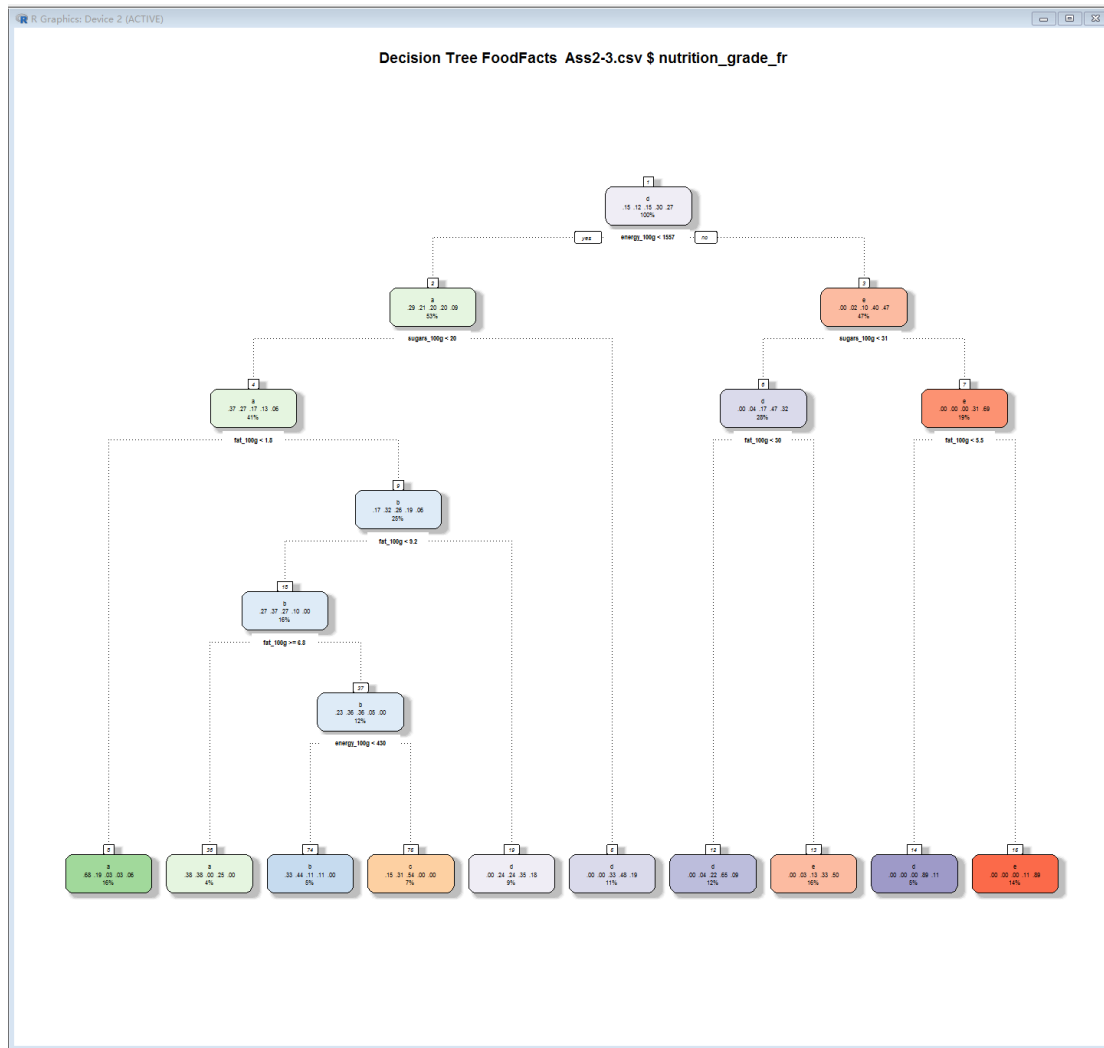 R Graphics: Device 2 (ACTIVE)
Decision Tree FoodFacts Ass2-3.csv $ nutrition_grade_fr
1
d
.15 .12 .15 .30 .27
100%
yes energy_100g < 1557 no
2
a
.29 .21 .20 .20 .09
53%
3
e
.00 .02 .10 .40 .47
47%
sugars_100g < 20
sugars_100g < 31
4
a
.37 .27 .17 .13 .06
41%
6
d
.00 .04 .17 .47 .32
28%
7
e
.00 .00 .00 .31 .69
19%
fat_100g < 1.8
fat_100g < 30
fat_100g < 5.5
9
b
.17 .32 .26 .19 .06
25%
fat_100g < 9.2
18
b
.27 .37 .27 .10 .00
16%
fat_100g >= 6.8
37
b
.23 .36 .36 .05 .00
12%
energy_100g < 430
8
a
.68 .19 .03 .03 .06
16%
36
a
.38 .38 .00 .25 .00
4%
74
b
.33 .44 .11 .11 .00
5%
75
c
.15 .31 .54 .00 .00
7%
19
d
.00 .24 .24 .35 .18
9%
5
d
.00 .00 .33 .48 .19
11%
12
d
.00 .04 .22 .65 .09
12%
13
e
.00 .03 .13 .33 .50
16%
14
d
.00 .00 .00 .89 .11
5%
15
e
.00 .00 .00 .11 .89
14%